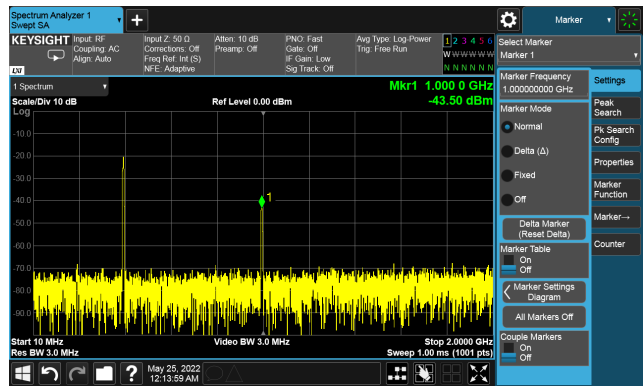 Spectrum Analyzer 1
Swept SA
Marker
KEYSIGHT
LXI
Input: RF
Coupling: AC
Align: Auto
Input Z: 50 Ω
Corrections: Off
Freq Ref: Int (S)
NFE: Adaptive
Atten: 10 dB
Preamp: Off
PNO: Fast
Gate: Off
IF Gain: Low
Sig Track: Off
Avg Type: Log-Power
Trig: Free Run
1 2 3 4 5 6
W W W W W W
N N N N N N
Select Marker
Marker 1
1 Spectrum
Mkr1 1.000 0 GHz
Scale/Div 10 dB
Ref Level 0.00 dBm
-43.50 dBm
Log
-10.0
-20.0
-30.0
-40.0
-50.0
-60.0
-70.0
-80.0
-90.0
1
Start 10 MHz
Video BW 3.0 MHz
Stop 2.0000 GHz
Res BW 3.0 MHz
Sweep 1.00 ms (1001 pts)
Marker Frequency
1.000000000 GHz
Marker Mode
Normal
Delta (Δ)
Fixed
Off
Delta Marker
(Reset Delta)
Marker Table
On
Off
Marker Settings
Diagram
All Markers Off
Couple Markers
On
Off
Settings
Peak
Search
Pk Search
Config
Properties
Marker
Function
Marker→
Counter
?
May 25, 2022
12:13:59 AM